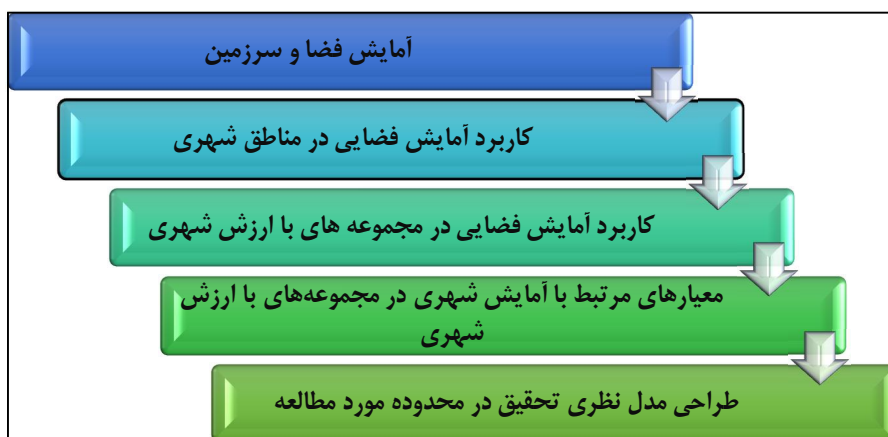 آمایش فضا و سرزمین
کاربرد آمایش فضایی در مناطق شهری
کاربرد آمایش فضایی در مجموعه های با ارزش شهری
معیارهای مرتبط با آمایش شهری در مجموعه‌های با ارزش
شهری
طراحی مدل نظری تحقیق در محدوده مورد مطالعه